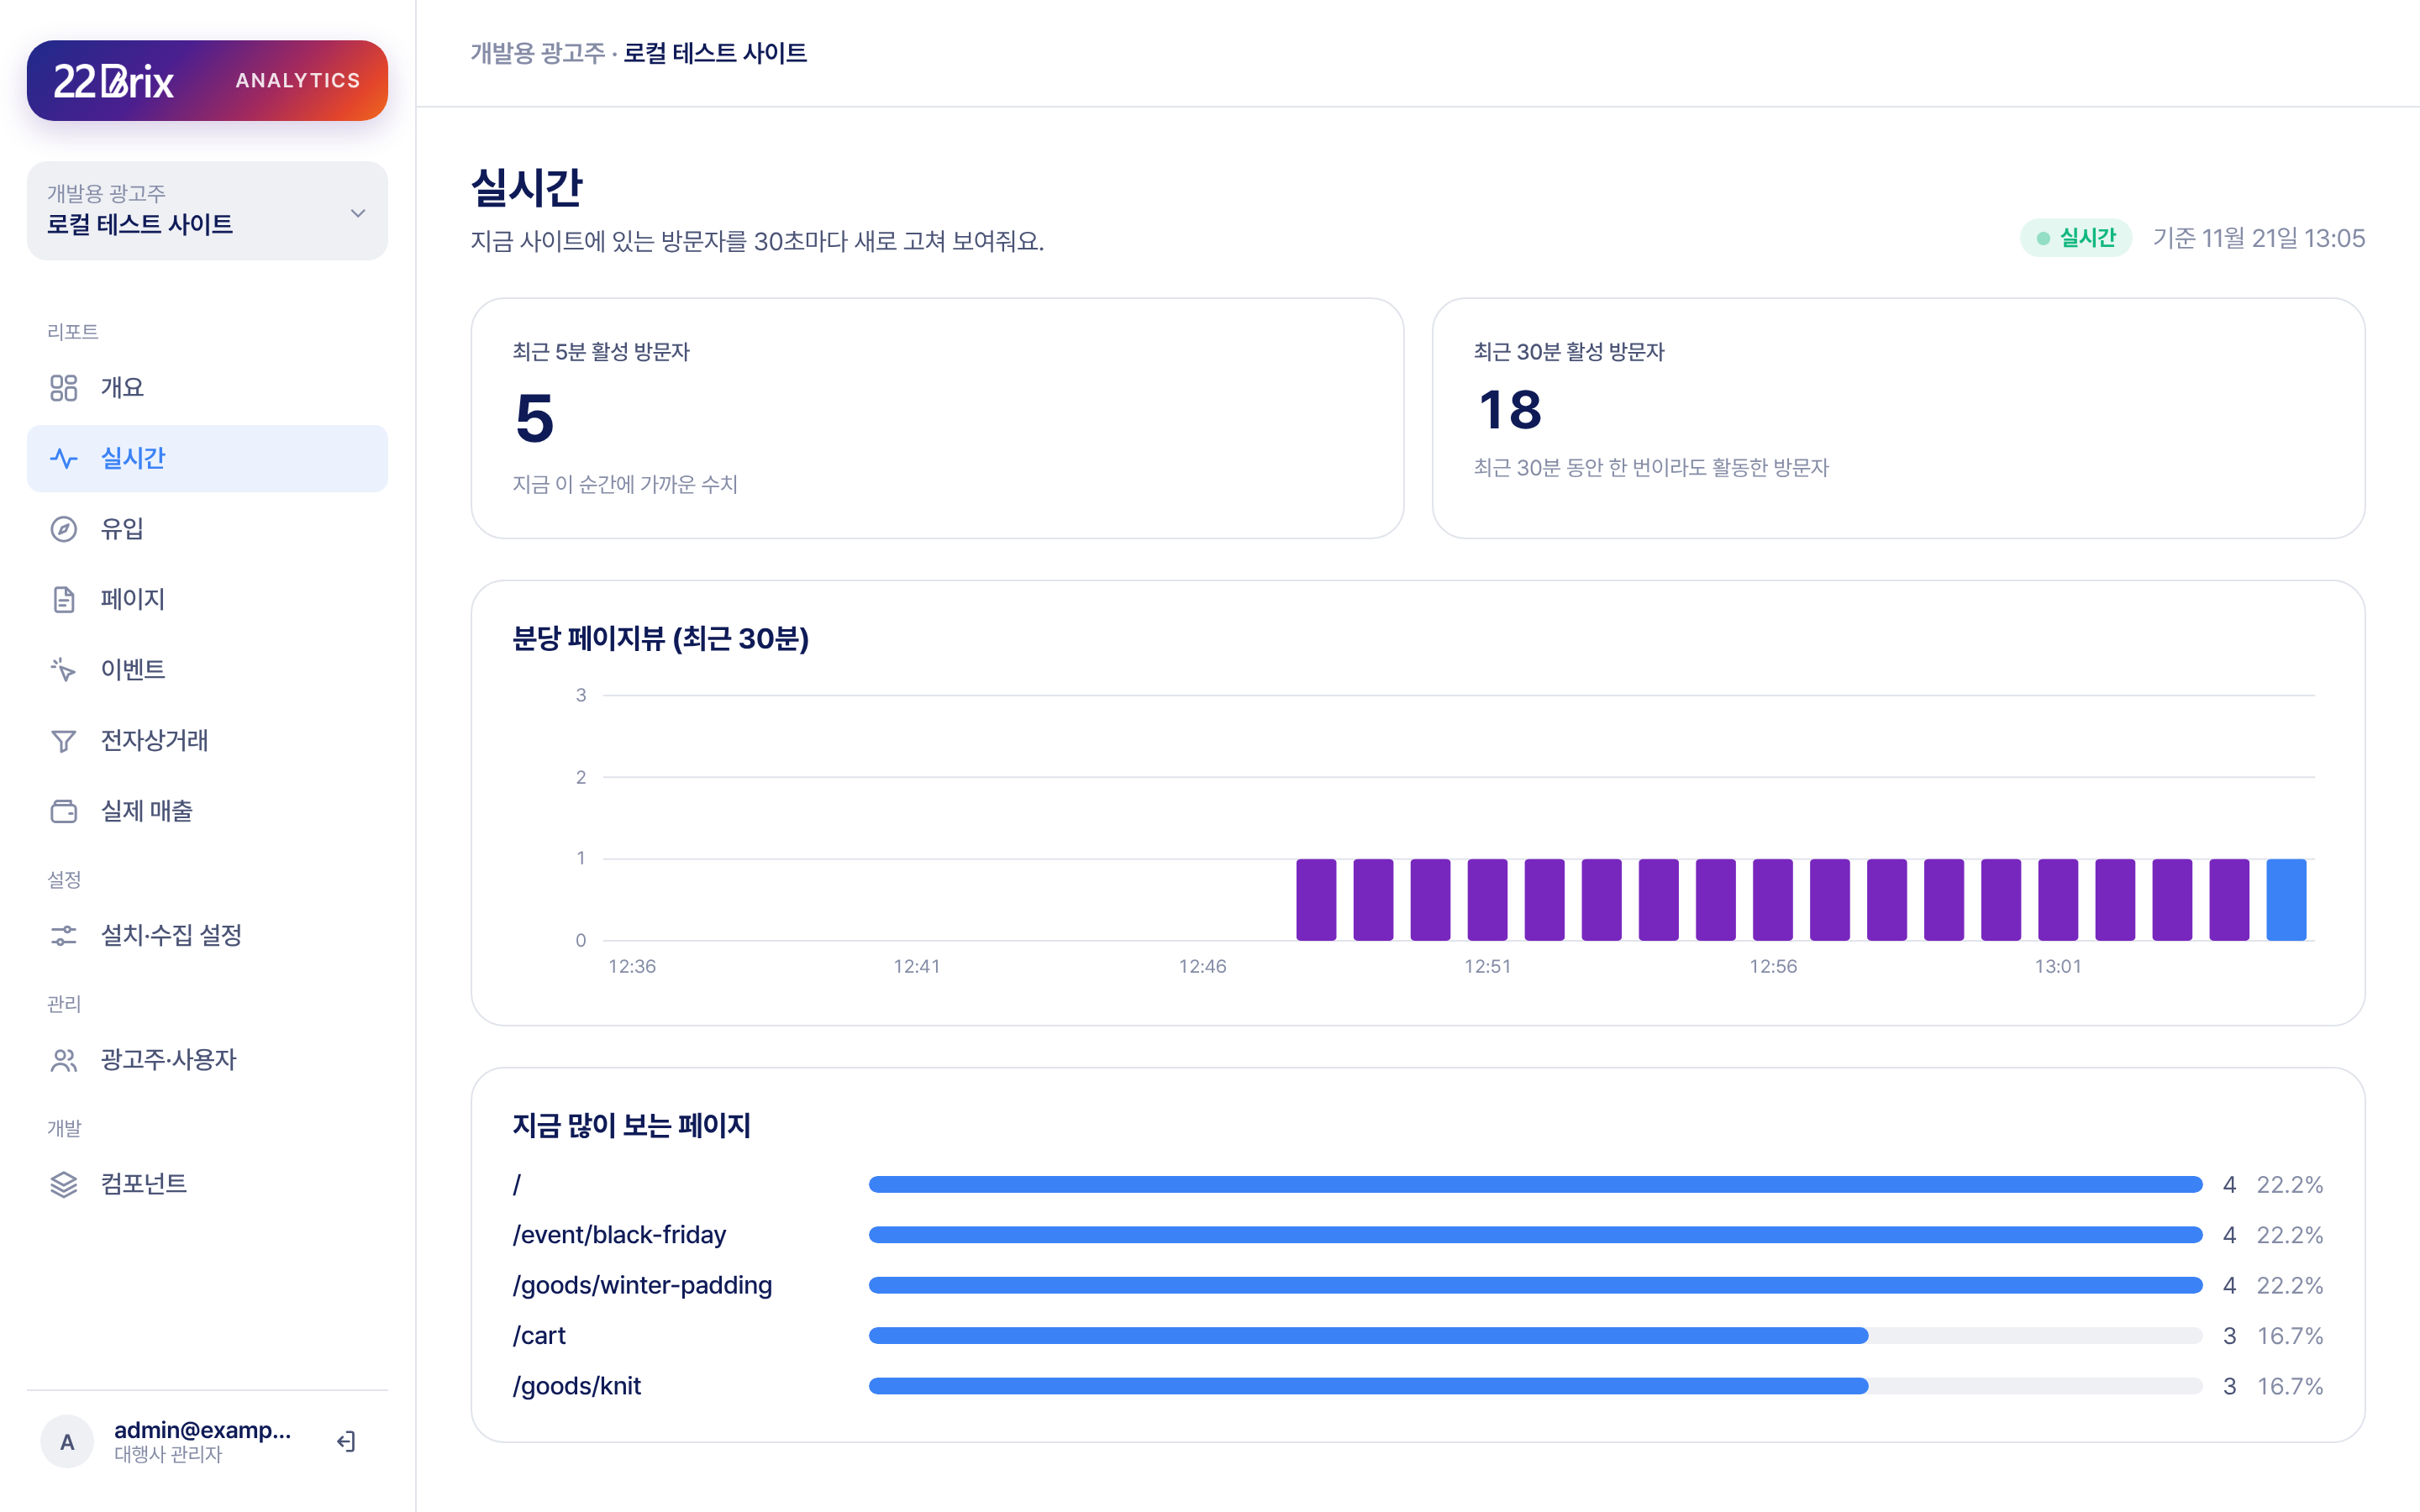 22Brix ANALYTICS
개발용 광고주
로컬 테스트 사이트
리포트
개요
실시간
유입
페이지
이벤트
전자상거래
실제 매출
설정
설치·수집 설정
관리
광고주·사용자
개발
컴포넌트
A
admin@examp...
대행사 관리자
개발용 광고주 · 로컬 테스트 사이트
실시간
지금 사이트에 있는 방문자를 30초마다 새로 고쳐 보여줘요.
실시간 기준 11월 21일 13:05
최근 5분 활성 방문자
5
지금 이 순간에 가까운 수치
최근 30분 활성 방문자
18
최근 30분 동안 한 번이라도 활동한 방문자
분당 페이지뷰 (최근 30분)
3
2
1
0
12:36 12:41 12:46 12:51 12:56 13:01
지금 많이 보는 페이지
/ 4 22.2%
/event/black-friday 4 22.2%
/goods/winter-padding 4 22.2%
/cart 3 16.7%
/goods/knit 3 16.7%